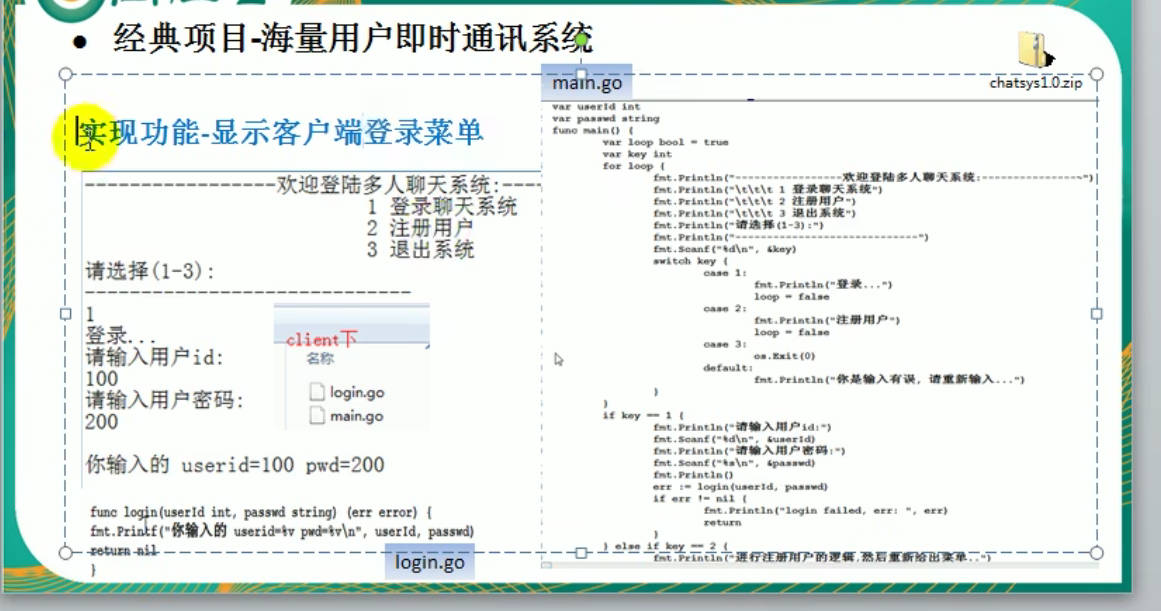 • 经典项目-海量用户即时通讯系统
chatsys1.0.zip
实现功能-显示客户端登录菜单
-----------------欢迎登陆多人聊天系统:----
1 登录聊天系统
2 注册用户
3 退出系统
请选择(1-3):
-----------------------------
1
登录...
请输入用户id:
100
请输入用户密码:
200
你输入的 userid=100 pwd=200
client下
名称
login.go
main.go
func login(userId int, passwd string) (err error) {
fmt.Printf("你输入的 userid=%v pwd=%v\n", userId, passwd)
return nil
}
login.go
main.go
var userId int
var passwd string
func main() {
var loop bool = true
var key int
for loop {
fmt.Println("-----------------欢迎登陆多人聊天系统:----------------")
fmt.Println("\t\t\t 1 登录聊天系统")
fmt.Println("\t\t\t 2 注册用户")
fmt.Println("\t\t\t 3 退出系统")
fmt.Println("请选择(1-3):")
fmt.Println("-----------------------------")
fmt.Scanf("%d\n", &key)
switch key {
case 1:
fmt.Println("登录...")
loop = false
case 2:
fmt.Println("注册用户")
loop = false
case 3:
os.Exit(0)
default:
fmt.Println("你是输入有误, 请重新输入...")
}
}
if key == 1 {
fmt.Println("请输入用户id:")
fmt.Scanf("%d\n", &userId)
fmt.Println("请输入用户密码:")
fmt.Scanf("%s\n", &passwd)
fmt.Println()
err := login(userId, passwd)
if err != nil {
fmt.Println("login failed, err: ", err)
return
}
} else if key == 2 {
fmt.Println("进行注册用户的逻辑,然后重新给出菜单..")